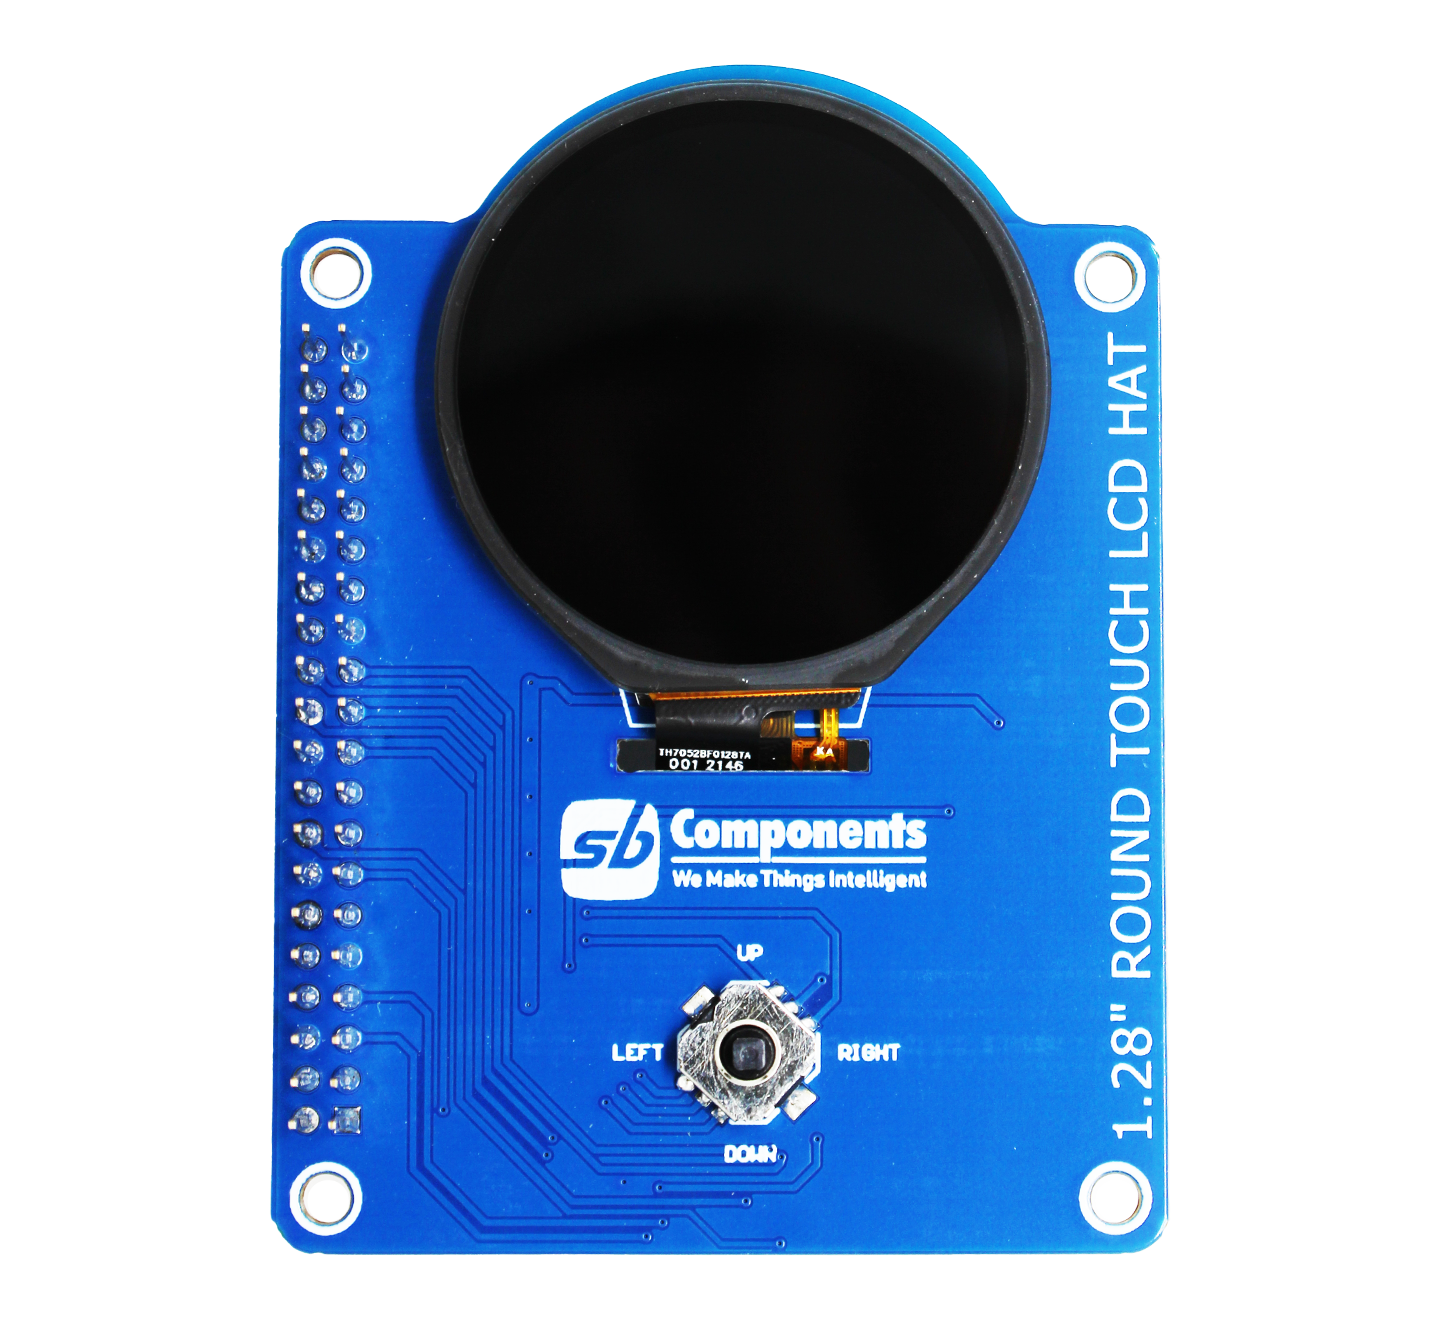 TH7052BF0128TA
001 2146
KA
sb
Components
We Make Things Intelligent
UP
LEFT
RIGHT
DOWN
1.28" ROUND TOUCH LCD HAT